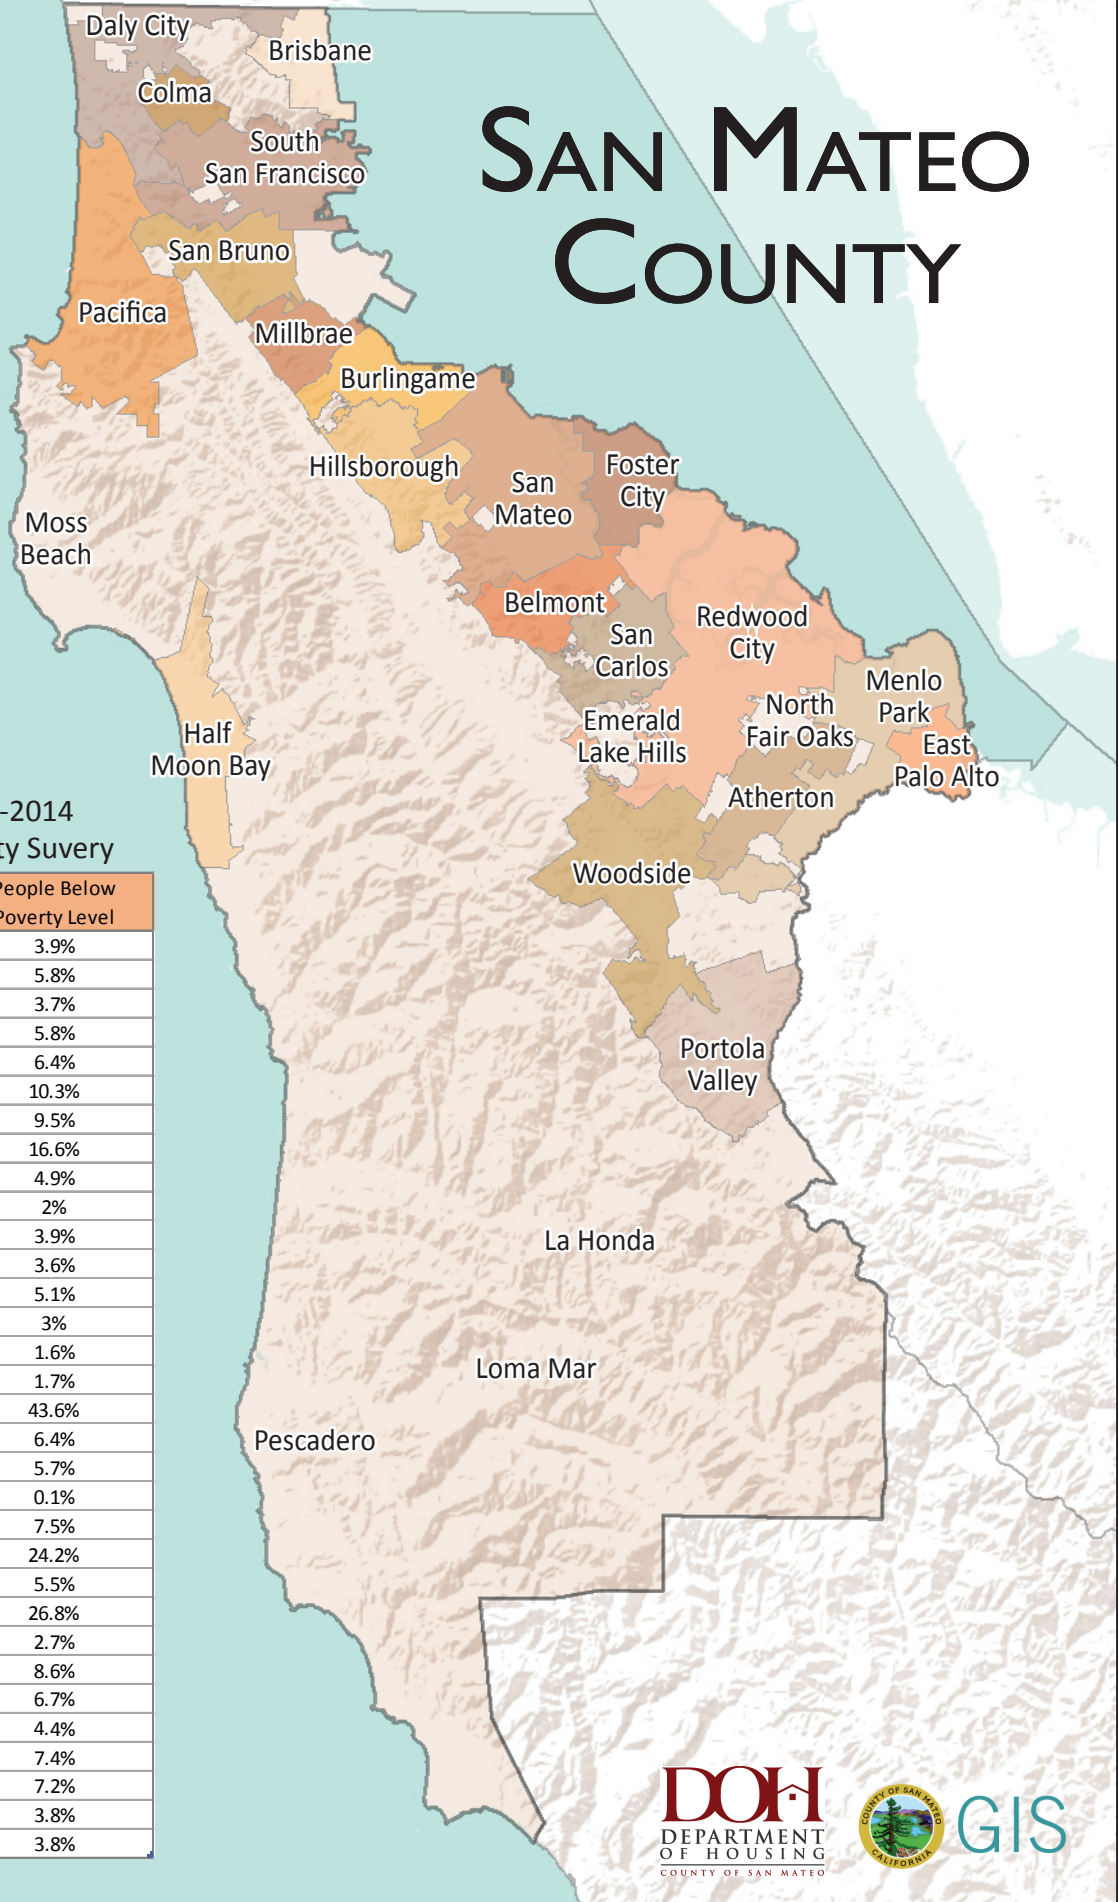 SAN MATEO
COUNTY
Daly City
Brisbane
Colma
South
San Francisco
San Bruno
Pacifica
Millbrae
Burlingame
Hillsborough
San
Mateo
Foster
City
Moss
Beach
Belmont
San
Carlos
Redwood
City
Menlo
Park
North
Fair Oaks
East
Palo Alto
Emerald
Lake Hills
Half
Moon Bay
Atherton
Woodside
Portola
Valley
La Honda
Loma Mar
Pescadero
-2014
ty Suvery
People Below
Poverty Level
3.9%
5.8%
3.7%
5.8%
6.4%
10.3%
9.5%
16.6%
4.9%
2%
3.9%
3.6%
5.1%
3%
1.6%
1.7%
43.6%
6.4%
5.7%
0.1%
7.5%
24.2%
5.5%
26.8%
2.7%
8.6%
6.7%
4.4%
7.4%
7.2%
3.8%
3.8%
DOH
DEPARTMENT
OF HOUSING
COUNTY OF SAN MATEO
COUNTY OF SAN MATEO
CALIFORNIA
GIS